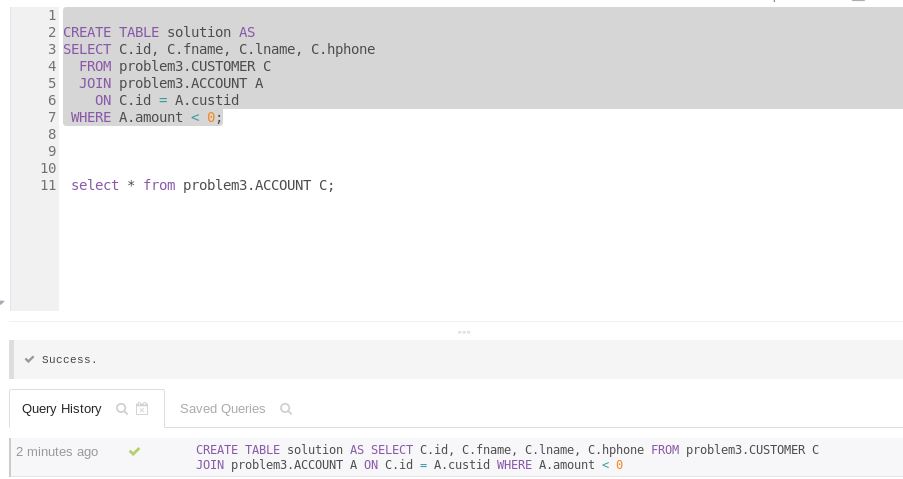 1
2 CREATE TABLE solution AS
3 SELECT C.id, C.fname, C.lname, C.hphone
4 FROM problem3.CUSTOMER C
5 JOIN problem3.ACCOUNT A
6 ON C.id = A.custid
7 WHERE A.amount < 0;
8
9
10
11 select * from problem3.ACCOUNT C;
Success.
Query History Saved Queries
2 minutes ago CREATE TABLE solution AS SELECT C.id, C.fname, C.lname, C.hphone FROM problem3.CUSTOMER C
JOIN problem3.ACCOUNT A ON C.id = A.custid WHERE A.amount < 0